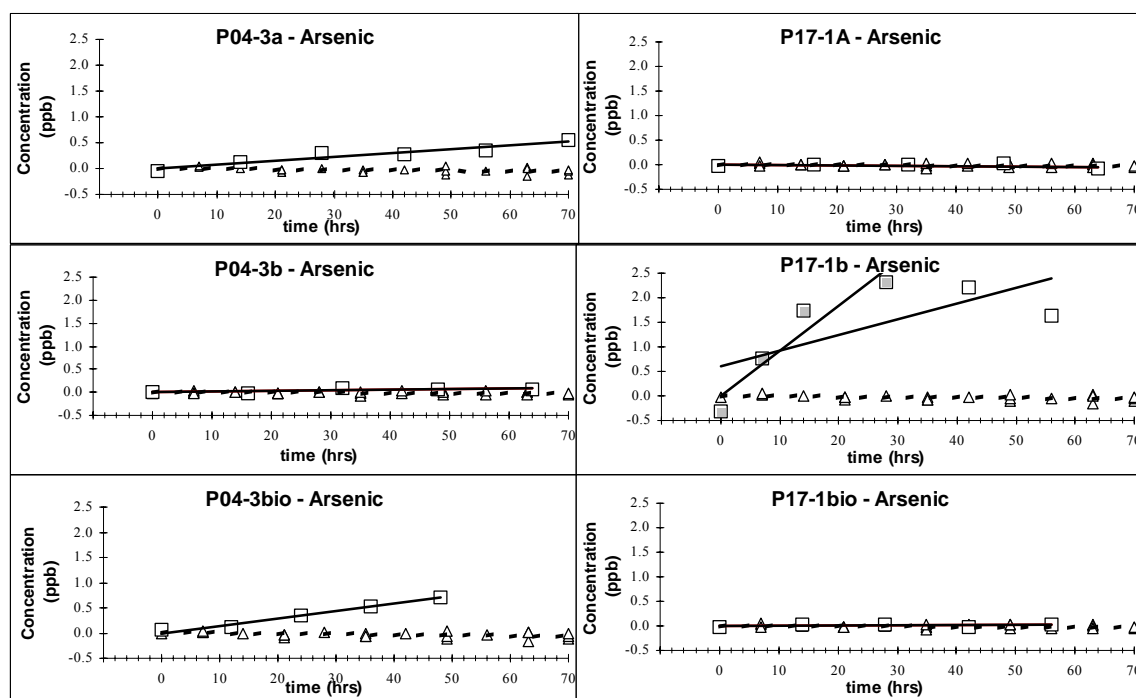 P04-3a - Arsenic
Concentration
(ppb)
2.5
2.0
1.5
1.0
0.5
0.0
-0.5
0 10 20 30 40 50 60 70
time (hrs)
P17-1A - Arsenic
Concentration
(ppb)
2.5
2.0
1.5
1.0
0.5
0.0
-0.5
0 10 20 30 40 50 60 70
time (hrs)
P04-3b - Arsenic
Concentration
(ppb)
2.5
2.0
1.5
1.0
0.5
0.0
-0.5
0 10 20 30 40 50 60 70
time (hrs)
P17-1b - Arsenic
Concentration
(ppb)
2.5
2.0
1.5
1.0
0.5
0.0
-0.5
0 10 20 30 40 50 60 70
time (hrs)
P04-3bio - Arsenic
Concentration
(ppb)
2.5
2.0
1.5
1.0
0.5
0.0
-0.5
0 10 20 30 40 50 60 70
time (hrs)
P17-1bio - Arsenic
Concentration
(ppb)
2.5
2.0
1.5
1.0
0.5
0.0
-0.5
0 10 20 30 40 50 60 70
time (hrs)